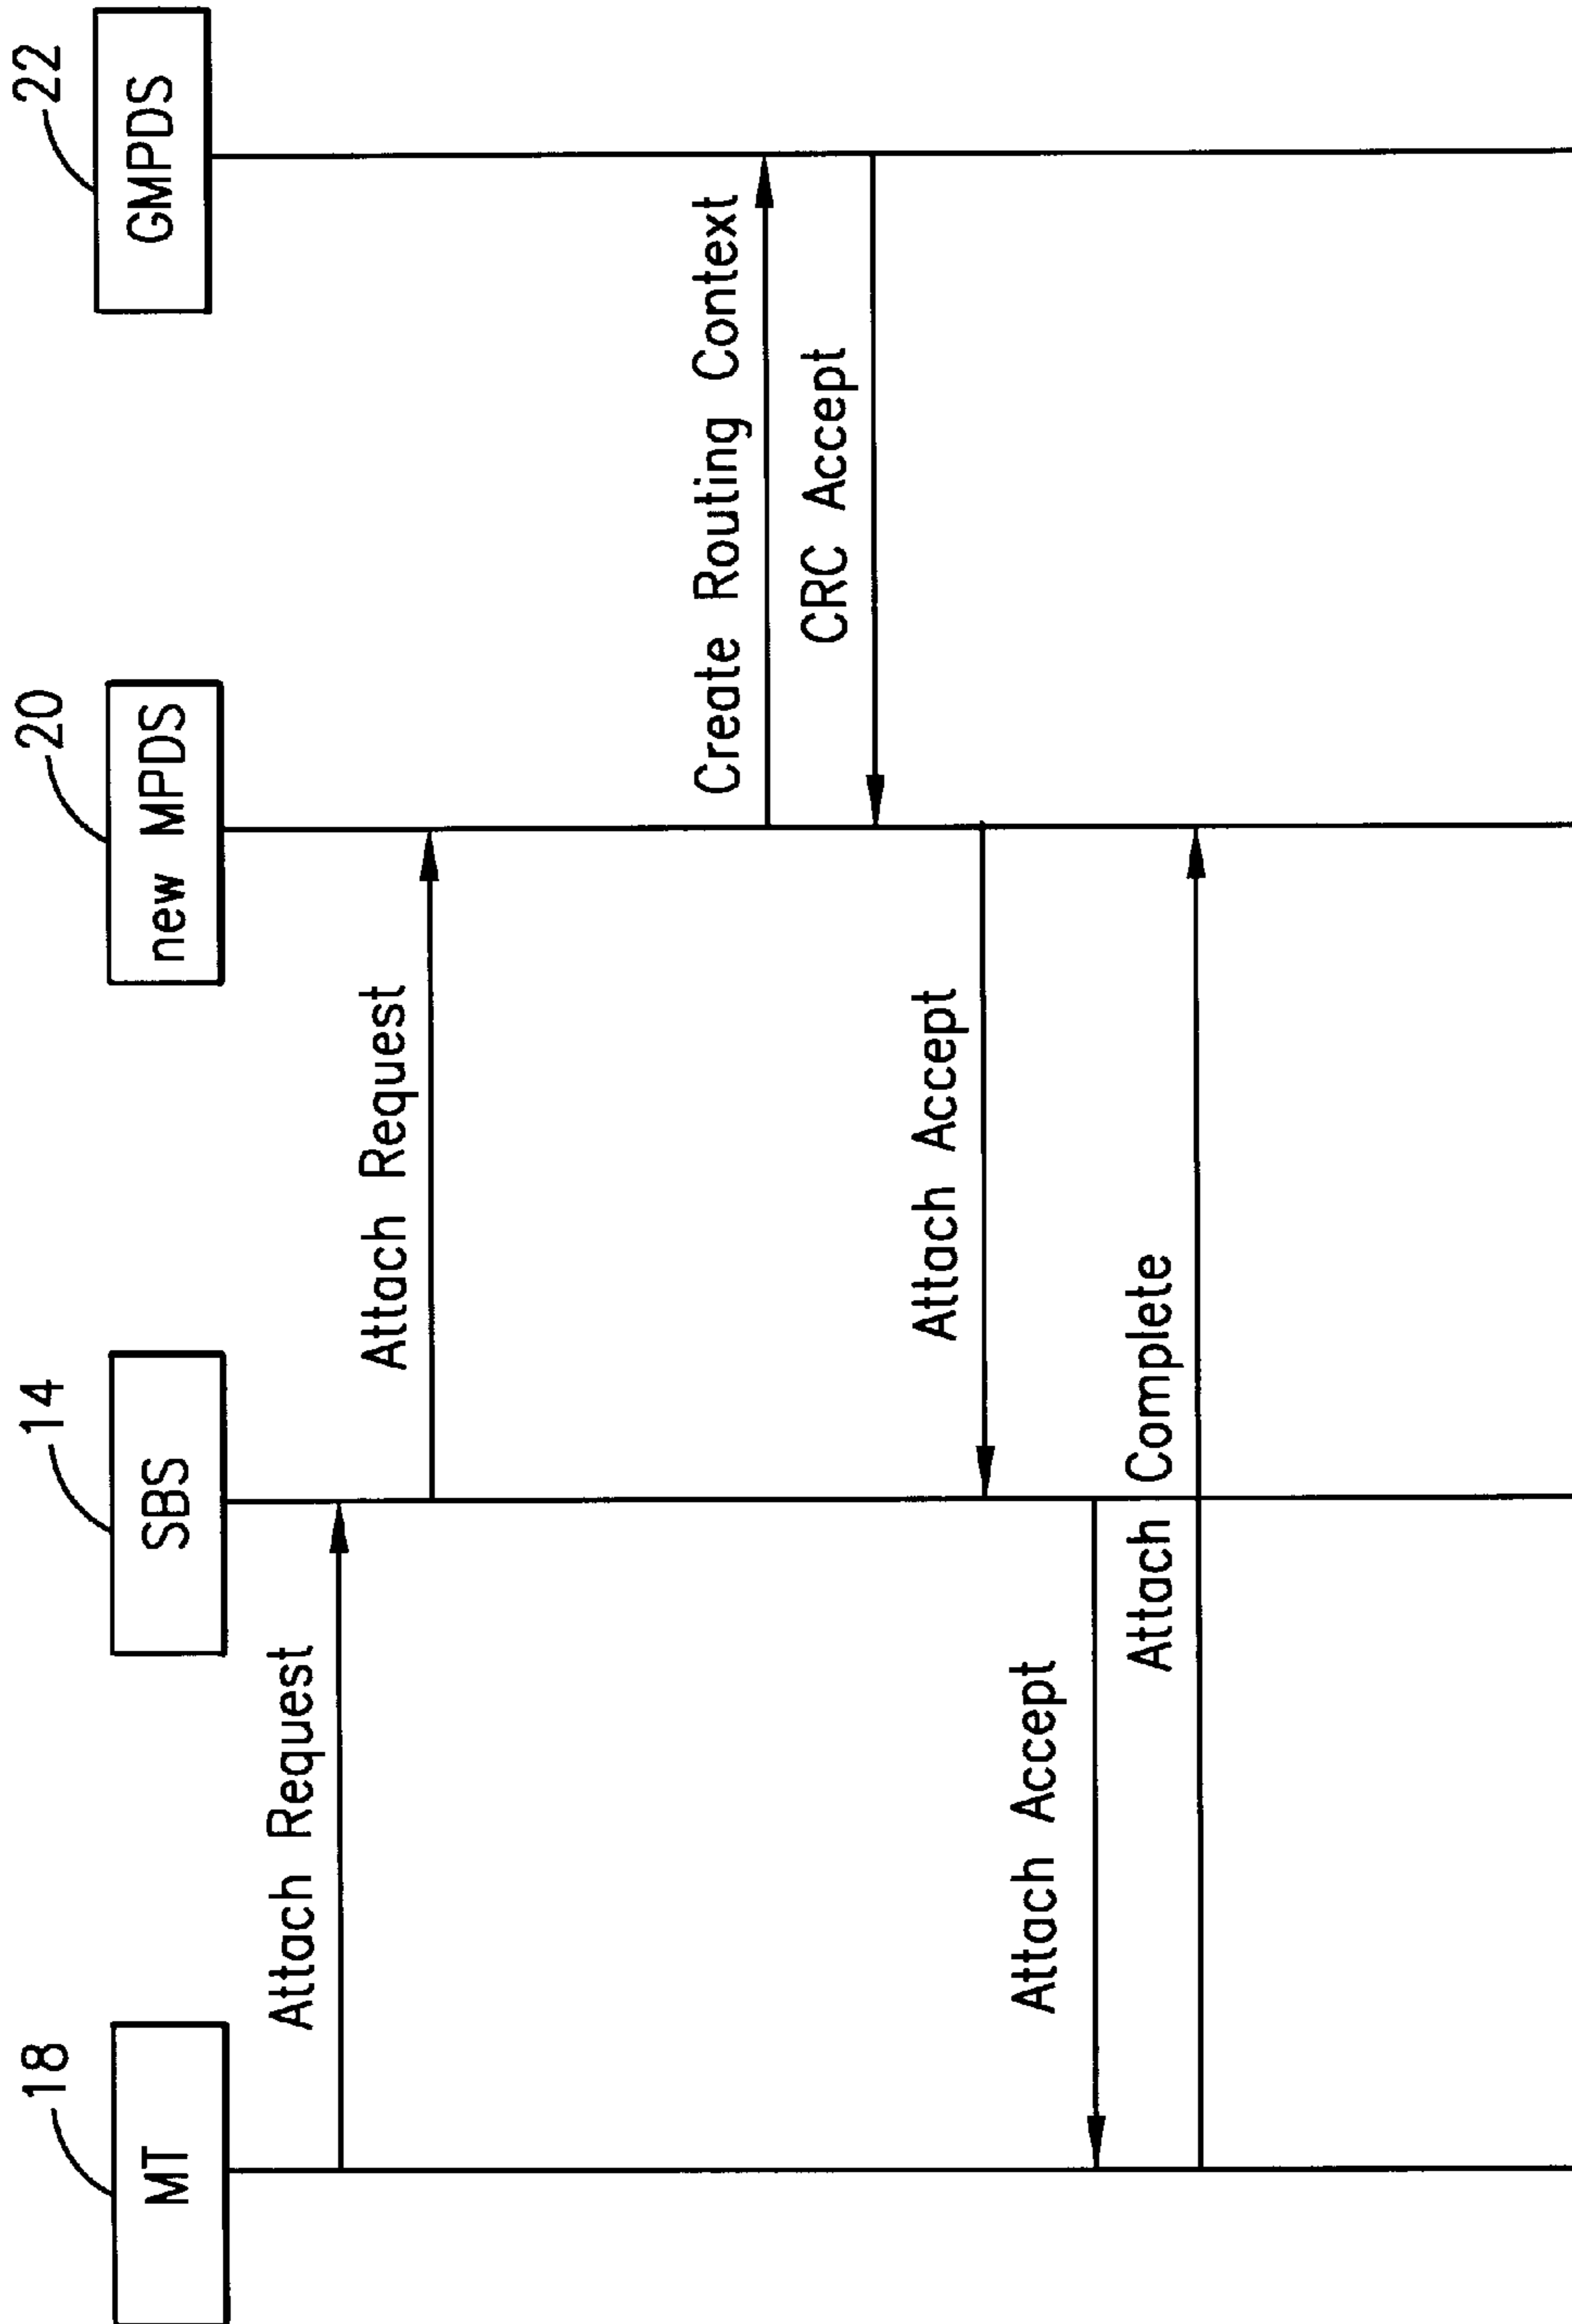 18
14
20
22
MT
SBS
new MPDS
GMPDS
Attach Request
Attach Request
Create Routing Context
CRC Accept
Attach Accept
Attach Accept
Attach Complete